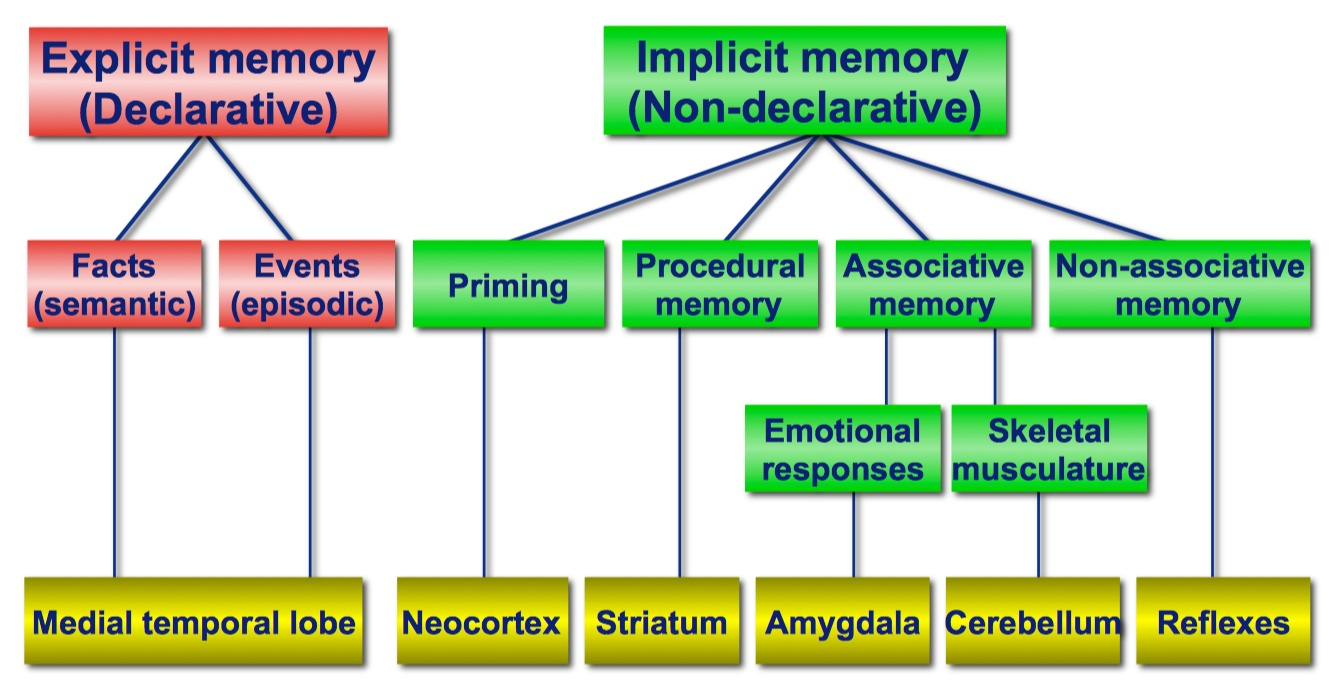 Explicit memory
(Declarative)
Implicit memory
(Non-declarative)
Facts
(semantic)
Events
(episodic)
Priming
Procedural
memory
Associative
memory
Non-associative
memory
Emotional
responses
Skeletal
musculature
Medial temporal lobe
Neocortex
Striatum
Amygdala
Cerebellum
Reflexes